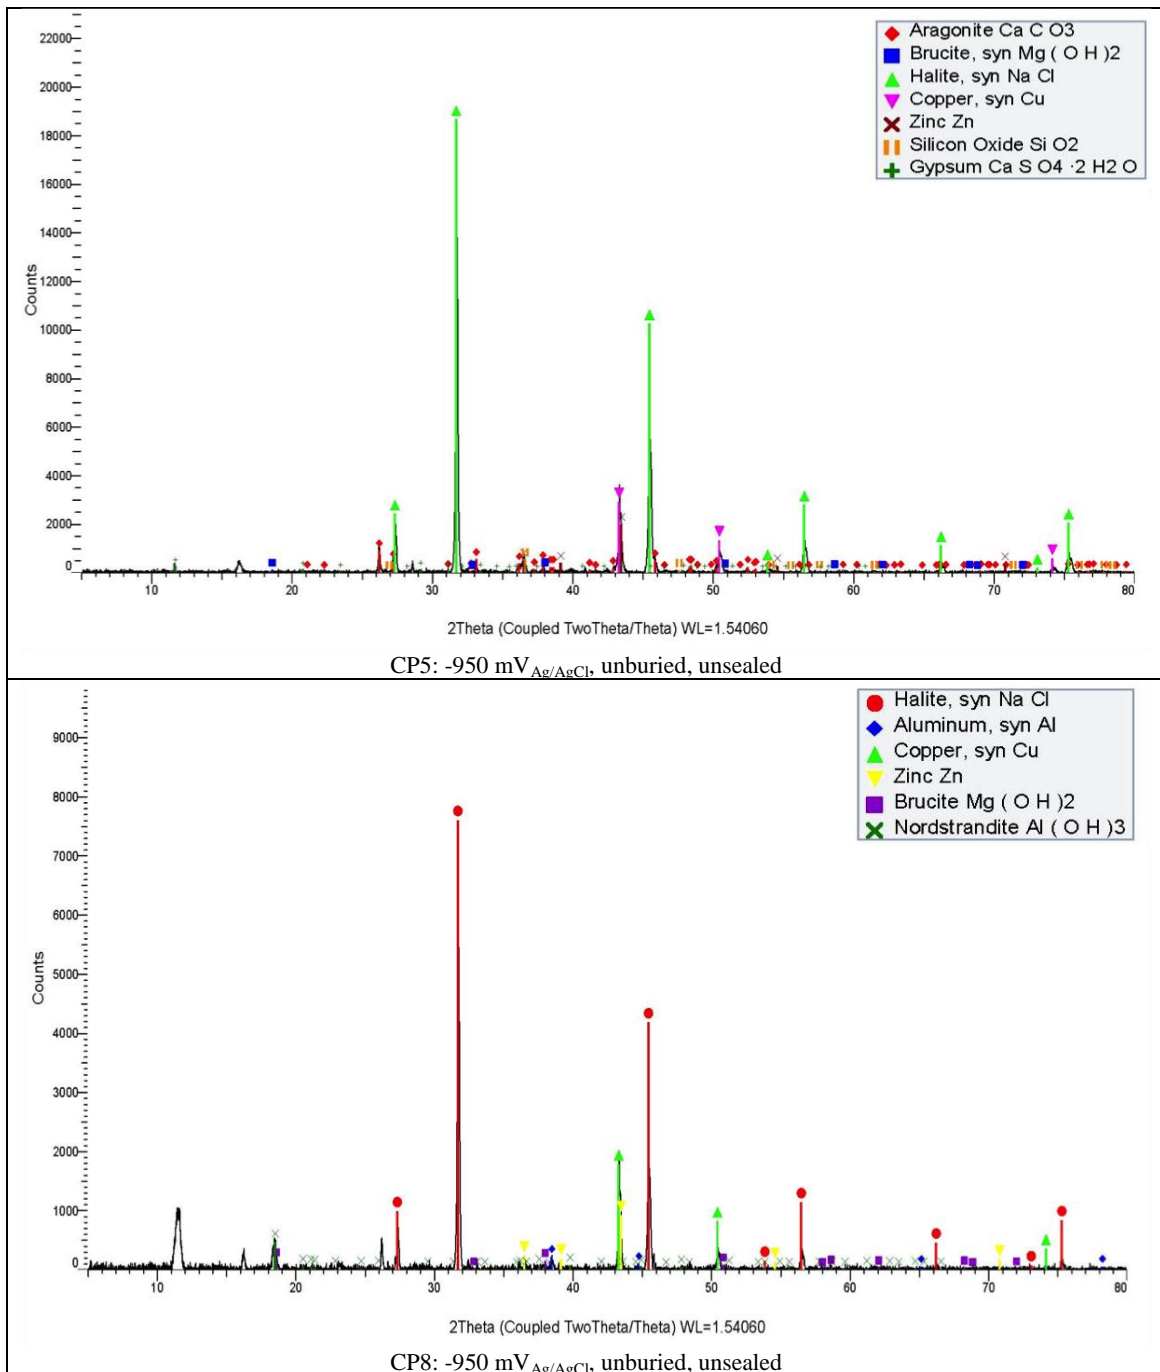 22000
20000
18000
16000
14000
12000
10000
8000
6000
4000
2000
0
Counts
Aragonite Ca C O3
Brucite, syn Mg ( O H )2
Halite, syn Na Cl
Copper, syn Cu
Zinc Zn
Silicon Oxide Si O2
Gypsum Ca S O4 ·2 H2 O
10 20 30 40 50 60 70 80
2Theta (Coupled TwoTheta/Theta) WL=1.54060
CP5: -950 mVAg/AgCl, unburied, unsealed
9000
8000
7000
6000
5000
4000
3000
2000
1000
0
Counts
Halite, syn Na Cl
Aluminum, syn Al
Copper, syn Cu
Zinc Zn
Brucite Mg ( O H )2
Nordstrandite Al ( O H )3
10 20 30 40 50 60 70 80
2Theta (Coupled TwoTheta/Theta) WL=1.54060
CP8: -950 mVAg/AgCl, unburied, unsealed